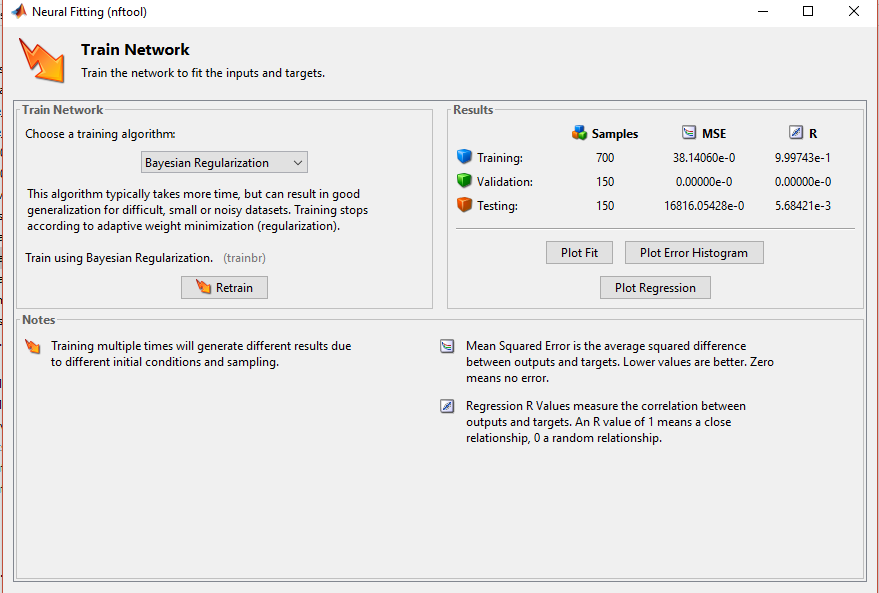 Neural Fitting (nftool)
Train Network
Train the network to fit the inputs and targets.
Train Network
Choose a training algorithm:
Bayesian Regularization
This algorithm typically takes more time, but can result in good
generalization for difficult, small or noisy datasets. Training stops
according to adaptive weight minimization (regularization).
Train using Bayesian Regularization. (trainbr)
Retrain
Results
Samples MSE R
Training: 700 38.14060e-0 9.99743e-1
Validation: 150 0.00000e-0 0.00000e-0
Testing: 150 16816.05428e-0 5.68421e-3
Plot Fit Plot Error Histogram
Plot Regression
Notes
Training multiple times will generate different results due
to different initial conditions and sampling.
Mean Squared Error is the average squared difference
between outputs and targets. Lower values are better. Zero
means no error.
Regression R Values measure the correlation between
outputs and targets. An R value of 1 means a close
relationship, 0 a random relationship.